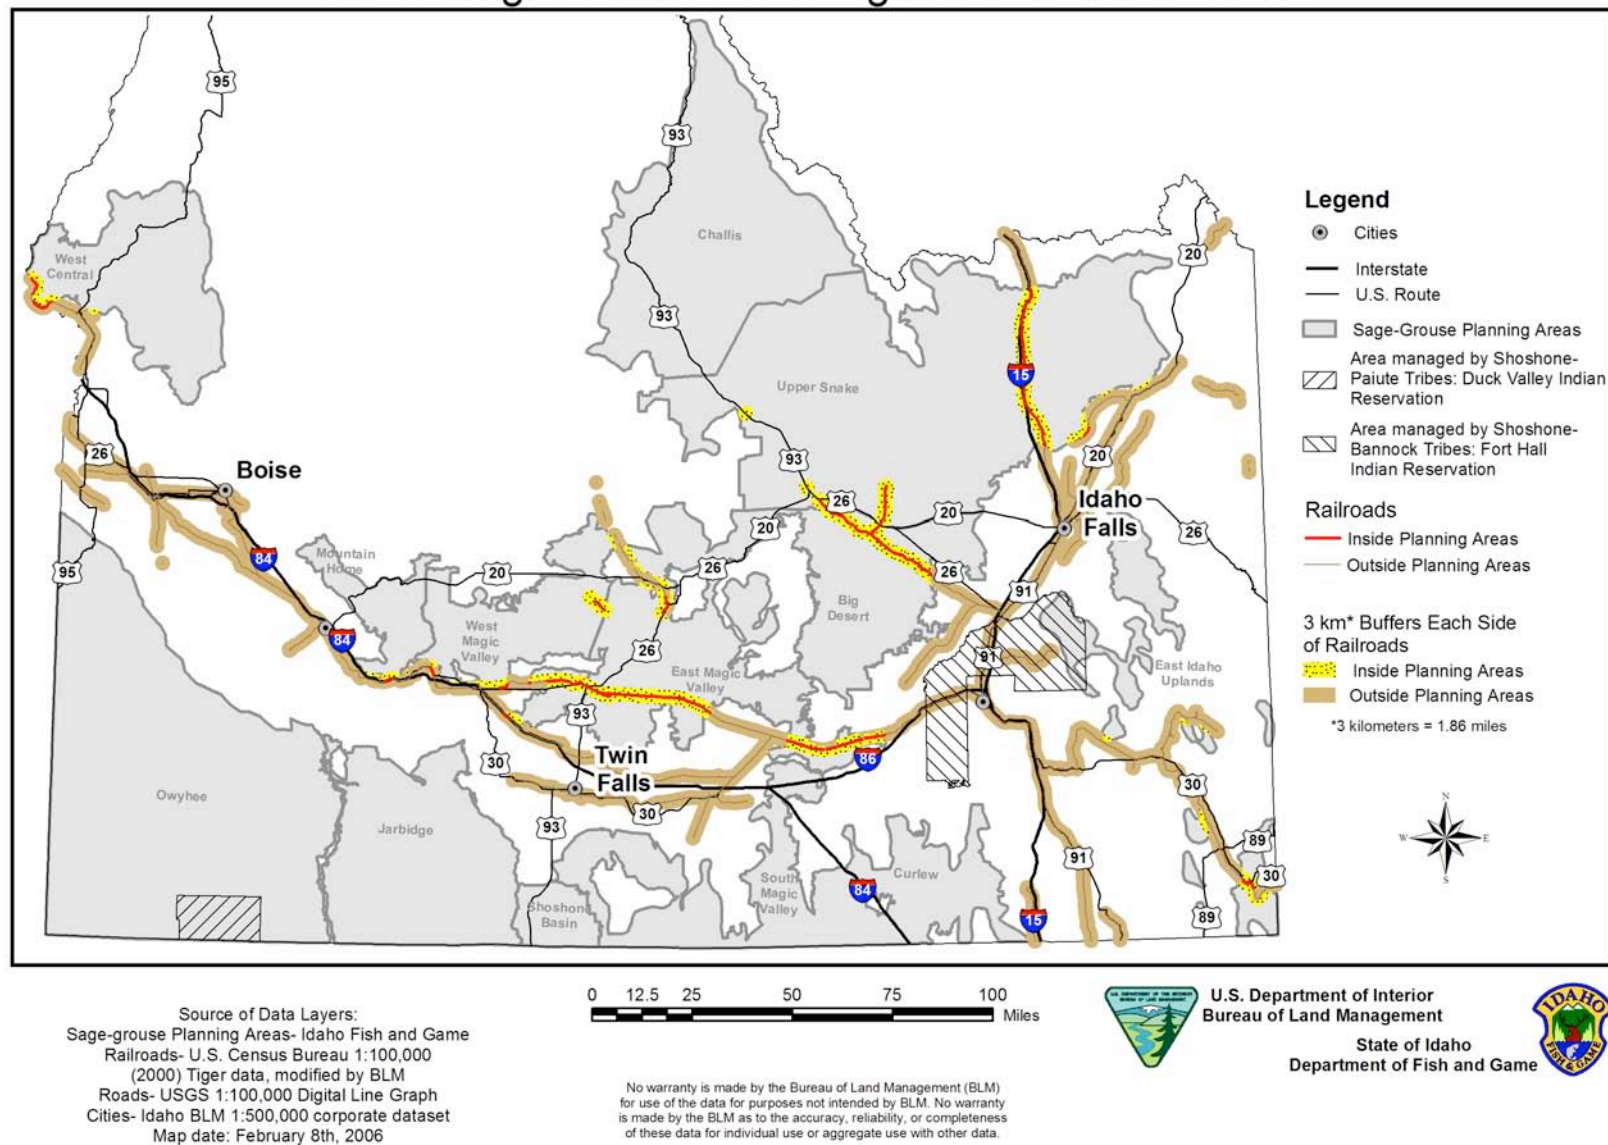 95
93
Challis
West
Central
20
93
15
Upper Snake
26
20
93
Boise
26
20
Idaho
Falls
20
26
84
Mountain
Home
95
20
26
26
91
Big
Desert
84
West
Magic
Valley
26
91
East Magic
Valley
East Idaho
Uplands
93
Twin
Falls
30
86
30
Owyhee
30
93
Jarbidge
91
89
South
Magic
Valley
Curlew
84
30
Shoshone
Basin
15
89
Legend
Cities
Interstate
U.S. Route
Sage-Grouse Planning Areas
Area managed by Shoshone-
Paiute Tribes: Duck Valley Indian
Reservation
Area managed by Shoshone-
Bannock Tribes: Fort Hall
Indian Reservation
Railroads
Inside Planning Areas
Outside Planning Areas
3 km* Buffers Each Side
of Railroads
Inside Planning Areas
Outside Planning Areas
*3 kilometers = 1.86 miles
N
W E
S
Source of Data Layers:
Sage-grouse Planning Areas- Idaho Fish and Game
Railroads- U.S. Census Bureau 1:100,000
(2000) Tiger data, modified by BLM
Roads- USGS 1:100,000 Digital Line Graph
Cities- Idaho BLM 1:500,000 corporate dataset
Map date: February 8th, 2006
0 12.5 25 50 75 100
Miles
No warranty is made by the Bureau of Land Management (BLM)
for use of the data for purposes not intended by BLM. No warranty
is made by the BLM as to the accuracy, reliability, or completeness
of these data for individual use or aggregate use with other data.
U.S. DEPARTMENT OF THE INTERIOR
BUREAU OF LAND MANAGEMENT
U.S. Department of Interior
Bureau of Land Management
State of Idaho
Department of Fish and Game
IDAHO
FISH & GAME